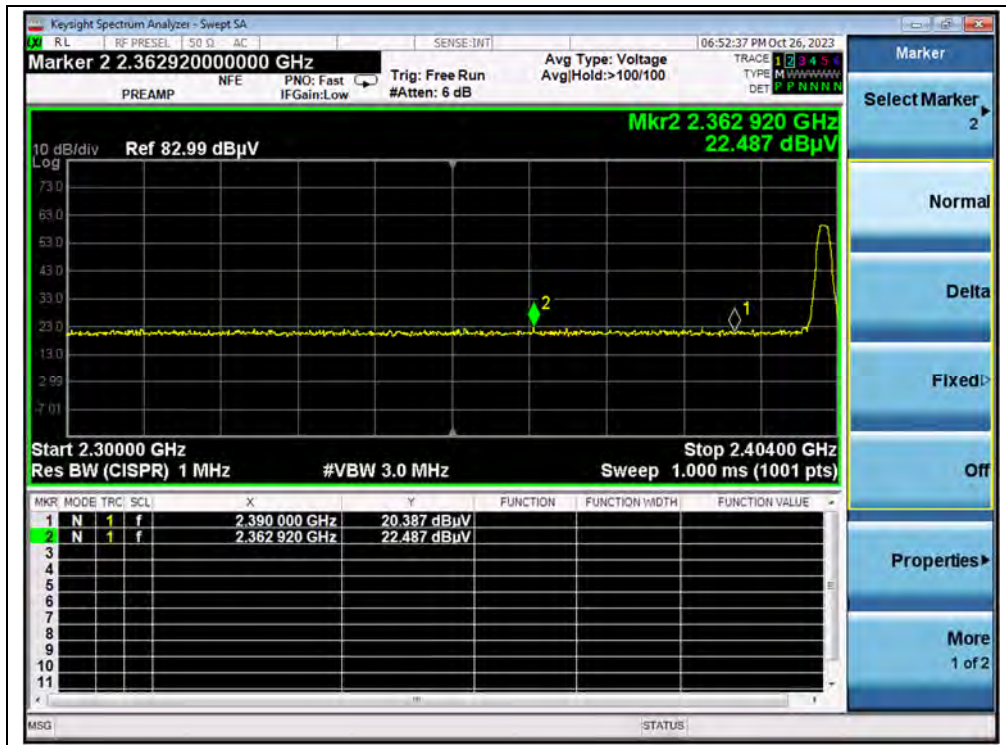 Keysight Spectrum Analyzer - Swept SA
RL RF PRESEL 50 Ω AC SENSE:INT 06:52:37 PM Oct 26, 2023
Marker 2 2.362920000000 GHz Avg Type: Voltage TRACE 1 2 3 4 5 6
NFE PNO: Fast Trig: Free Run Avg|Hold:>100/100 TYPE M WWWWW
PREAMP IFGain:Low #Atten: 6 dB DET P P N N N N
Mkr2 2.362 920 GHz
10 dB/div Ref 82.99 dBµV 22.487 dBµV
Log
73.0
63.0
53.0
43.0
33.0
23.0
13.0
2.99
-7.01
2
1
Start 2.30000 GHz Stop 2.40400 GHz
Res BW (CISPR) 1 MHz #VBW 3.0 MHz Sweep 1.000 ms (1001 pts)
MKR MODE TRC SCL X Y FUNCTION FUNCTION WIDTH FUNCTION VALUE
1 N 1 f 2.390 000 GHz 20.387 dBµV
2 N 1 f 2.362 920 GHz 22.487 dBµV
3
4
5
6
7
8
9
10
11
MSG STATUS
Marker
Select Marker
2
Normal
Delta
Fixed
Off
Properties
More
1 of 2